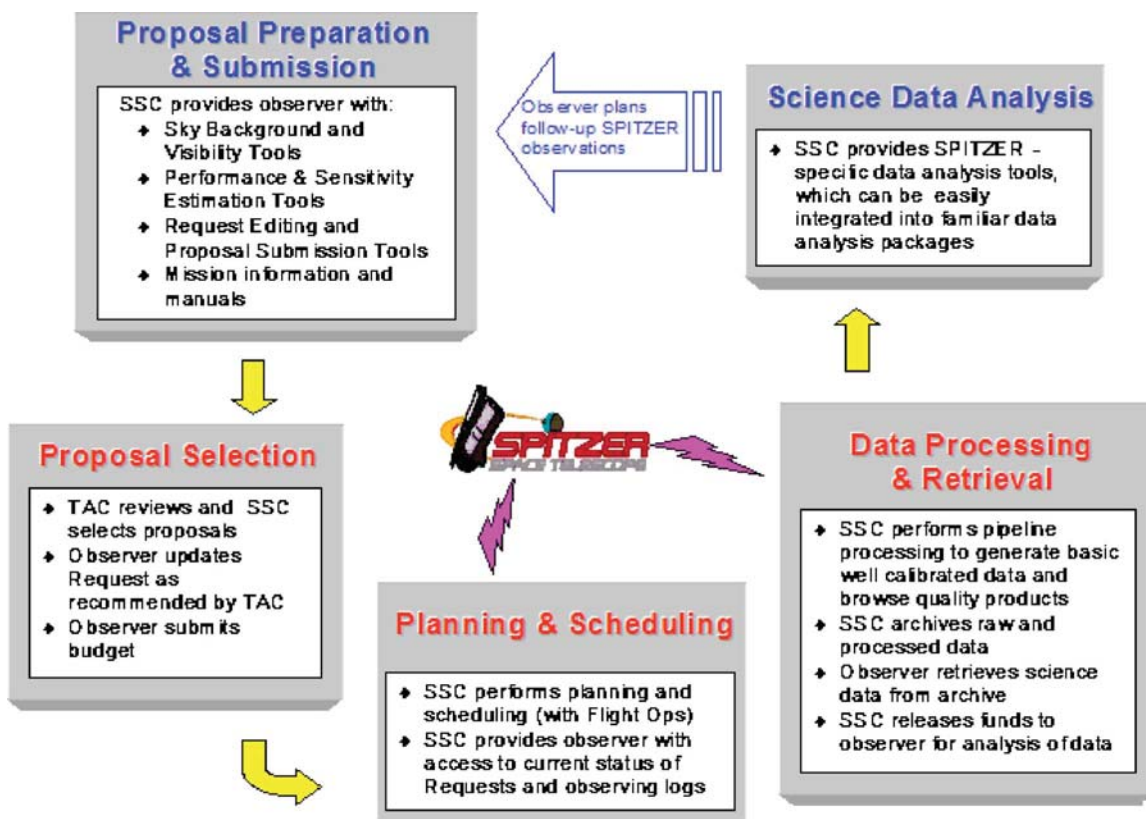 Proposal Preparation
& Submission
SSC provides observer with:
Sky Background and
Visibility Tools
Performance & Sensitivity
Estimation Tools
Request Editing and
Proposal Submission Tools
Mission information and
manuals
Observer plans
follow-up SPITZER
observations
Science Data Analysis
SSC provides SPITZER –
specific data analysis tools,
which can be easily
integrated into familiar data
analysis packages
Proposal Selection
TAC reviews and SSC
selects proposals
Observer updates
Request as
recommended by TAC
Observer submits
budget
SPITZER
SPACE TELESCOPE
Planning & Scheduling
SSC performs planning and
scheduling (with Flight Ops)
SSC provides observer with
access to current status of
Requests and observing logs
Data Processing
& Retrieval
SSC performs pipeline
processing to generate basic
well calibrated data and
browse quality products
SSC archives raw and
processed data
Observer retrieves science
data from archive
SSC releases funds to
observer for analysis of data